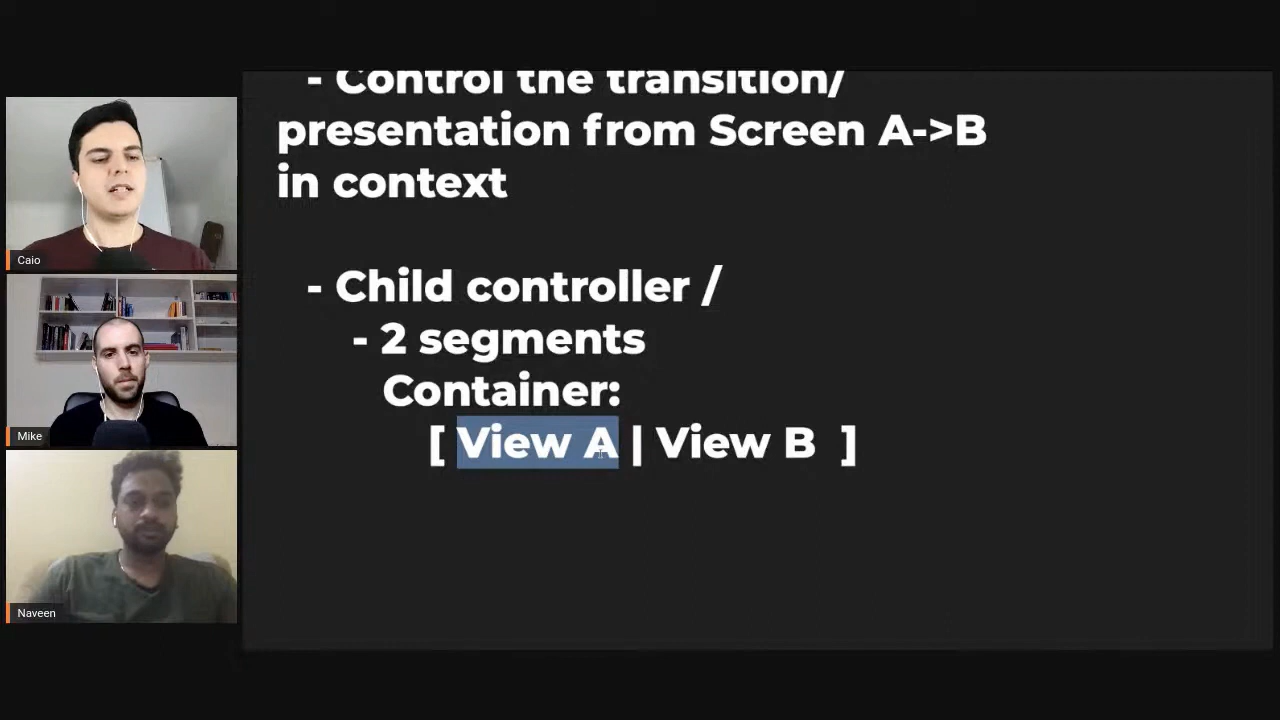 - Control the transition/
presentation from Screen A->B
in context
- Child controller /
- 2 segments
Container:
[ View A | View B ]
Caio
Mike
Naveen